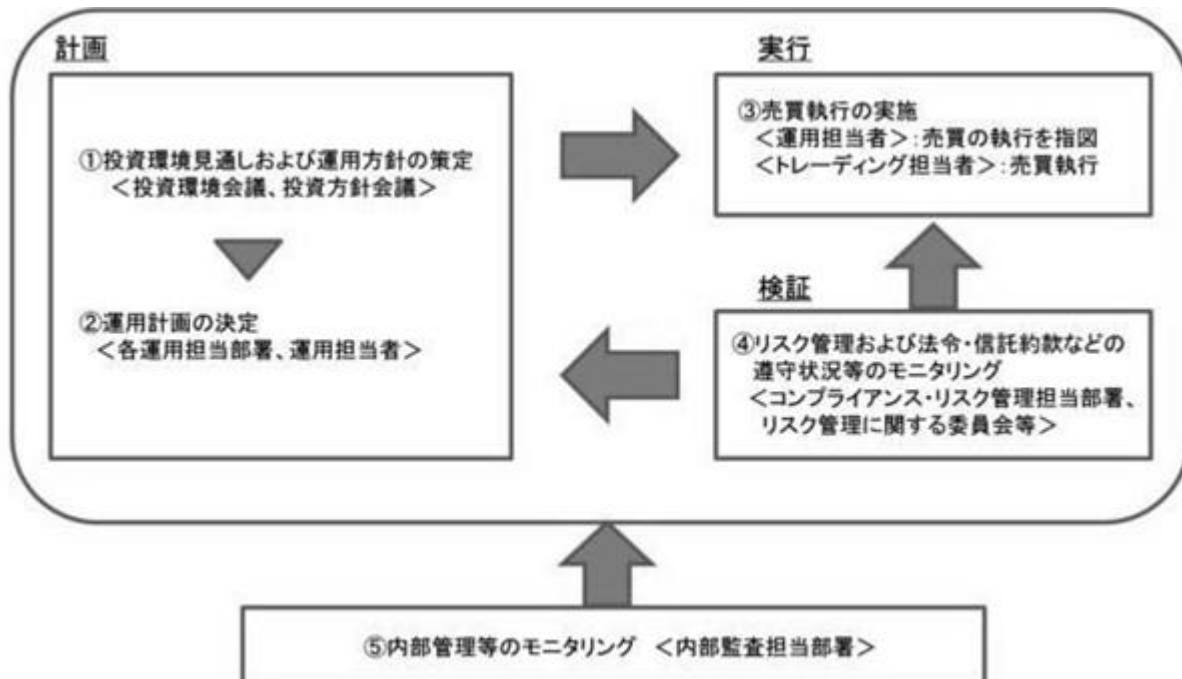 計画
①投資環境見通しおよび運用方針の策定
＜投資環境会議、投資方針会議＞
②運用計画の決定
＜各運用担当部署、運用担当者＞
実行
③売買執行の実施
＜運用担当者＞：売買の執行を指図
＜トレーディング担当者＞：売買執行
検証
④リスク管理および法令・信託約款などの
遵守状況等のモニタリング
＜コンプライアンス・リスク管理担当部署、
リスク管理に関する委員会等＞
⑤内部管理等のモニタリング ＜内部監査担当部署＞